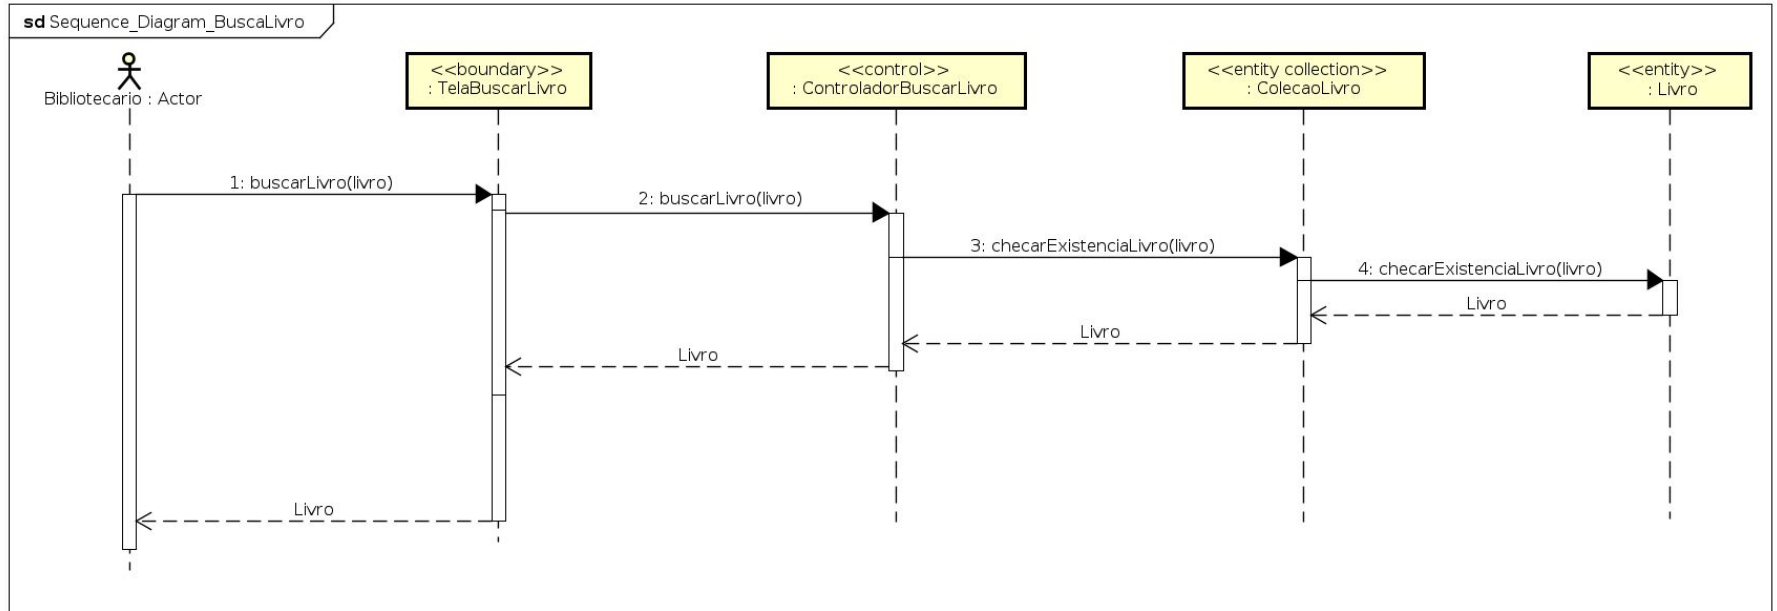 sd Sequence_Diagram_BuscaLivro
Bibliotecario : Actor
<<boundary>>
: TelaBuscarLivro
<<control>>
: ControladorBuscarLivro
<<entity collection>>
: ColecaoLivro
<<entity>>
: Livro
1: buscarLivro(livro)
2: buscarLivro(livro)
3: checarExistenciaLivro(livro)
4: checarExistenciaLivro(livro)
Livro
Livro
Livro
Livro